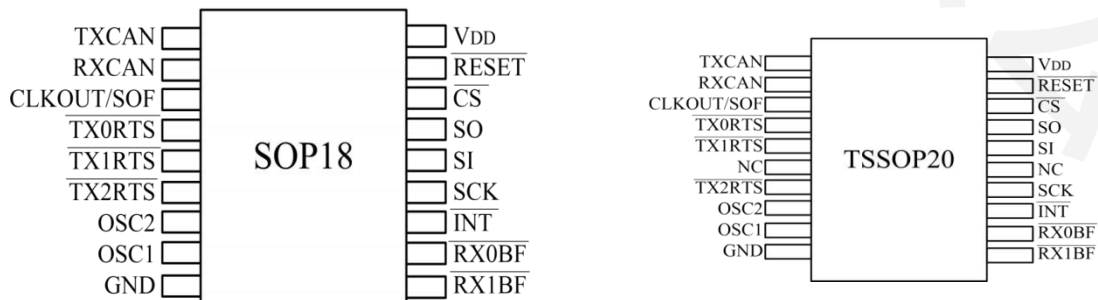 TXCAN
RXCAN
CLKOUT/SOF
TX0RTS
TX1RTS
TX2RTS
OSC2
OSC1
GND
SOP18
VDD
RESET
CS
SO
SI
SCK
INT
RX0BF
RX1BF
TXCAN
RXCAN
CLKOUT/SOF
TX0RTS
TX1RTS
NC
TX2RTS
OSC2
OSC1
GND
TSSOP20
VDD
RESET
CS
SO
SI
NC
SCK
INT
RX0BF
RX1BF